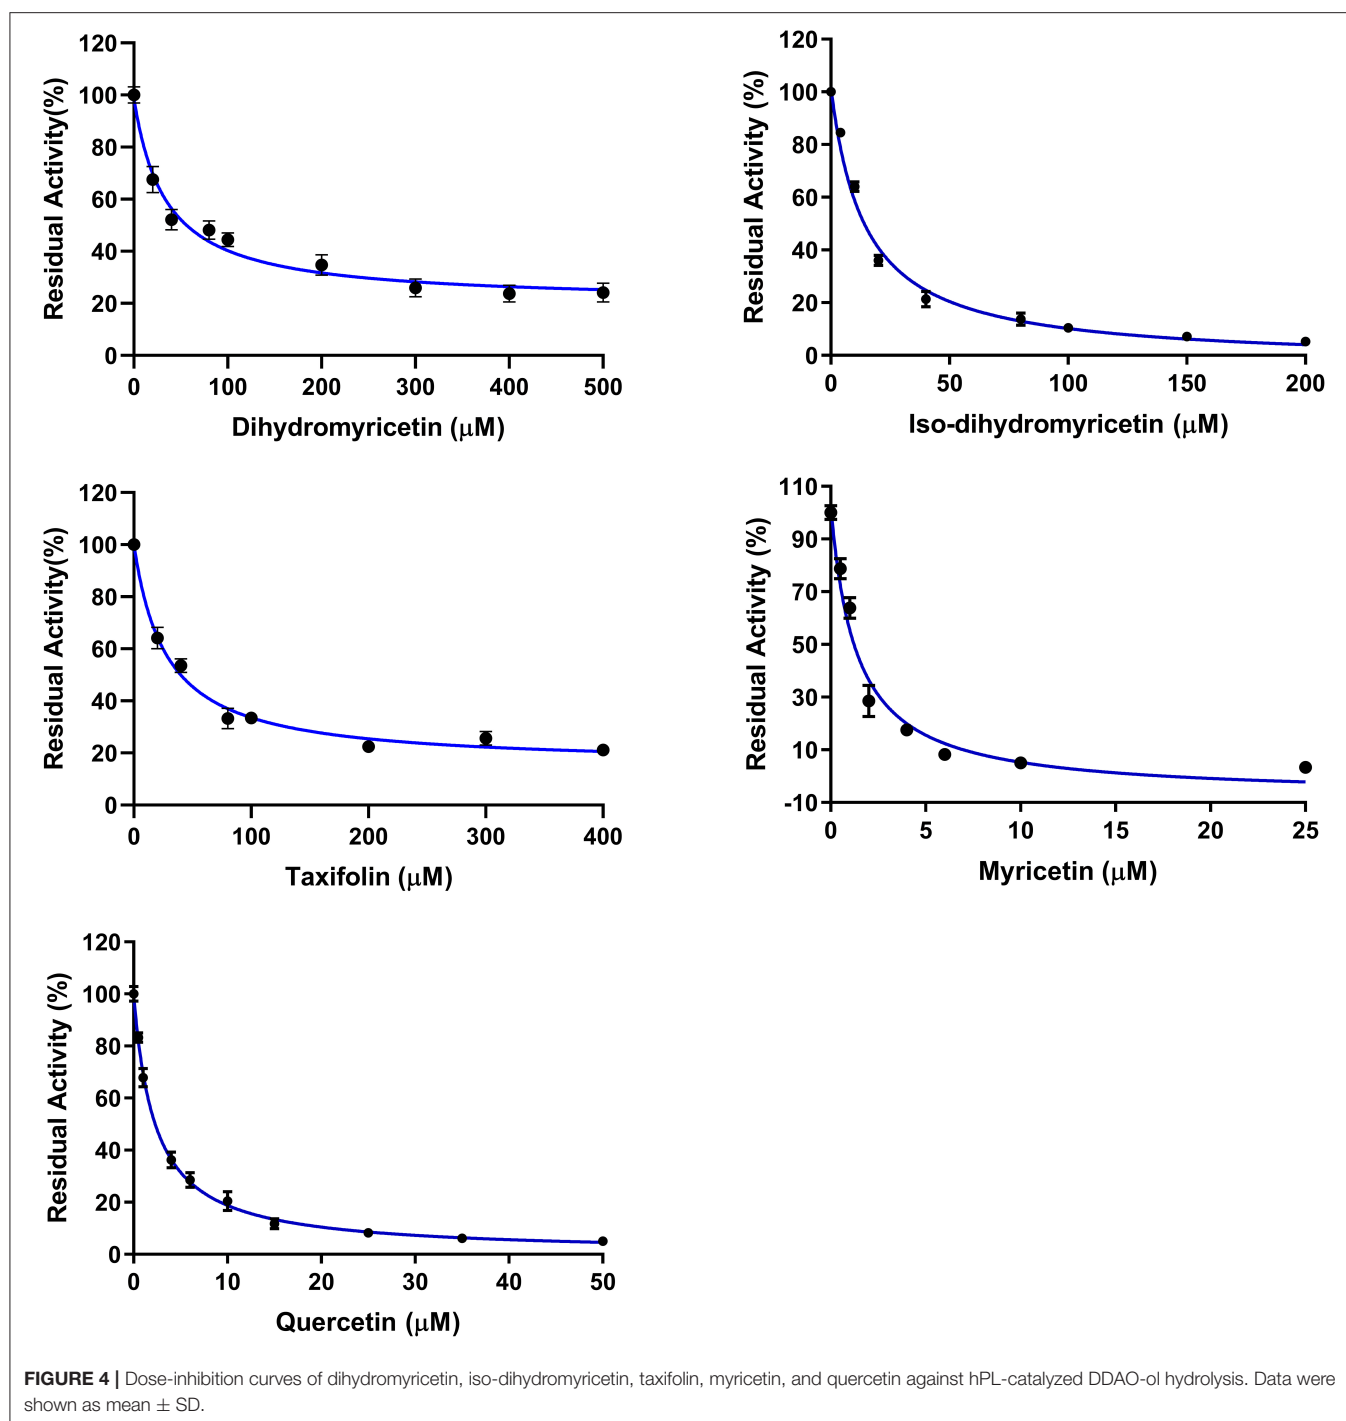 120
100
80
60
40
20
0
Residual Activity(%)
0 100 200 300 400 500
Dihydromyricetin (μM)
120
100
80
60
40
20
0
Residual Activity (%)
0 50 100 150 200
Iso-dihydromyricetin (μM)
120
100
80
60
40
20
0
Residual Activity(%)
0 100 200 300 400
Taxifolin (μM)
110
90
70
50
30
10
-10
Residual Activity (%)
0 5 10 15 20 25
Myricetin (μM)
120
100
80
60
40
20
0
Residual Activity (%)
0 10 20 30 40 50
Quercetin (μM)
FIGURE 4 | Dose-inhibition curves of dihydromyricetin, iso-dihydromyricetin, taxifolin, myricetin, and quercetin against hPL-catalyzed DDAO-ol hydrolysis. Data were
shown as mean ± SD.